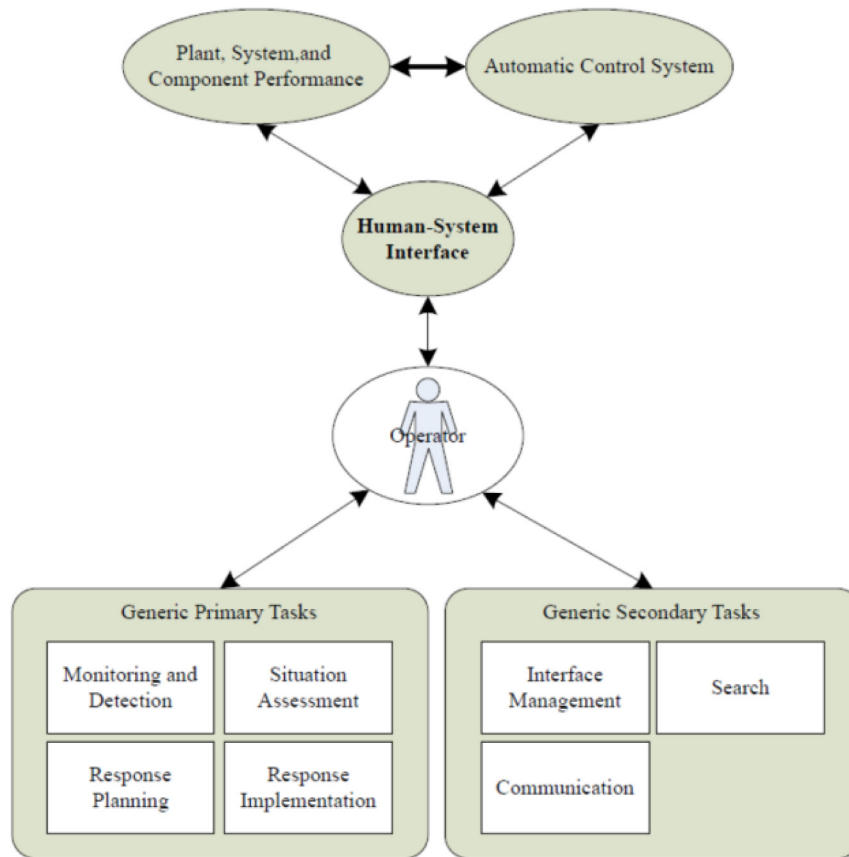 Plant, System,and
Component Performance
Automatic Control System
Human-System
Interface
Operator
Generic Primary Tasks
Monitoring and
Detection
Situation
Assessment
Response
Planning
Response
Implementation
Generic Secondary Tasks
Interface
Management
Search
Communication